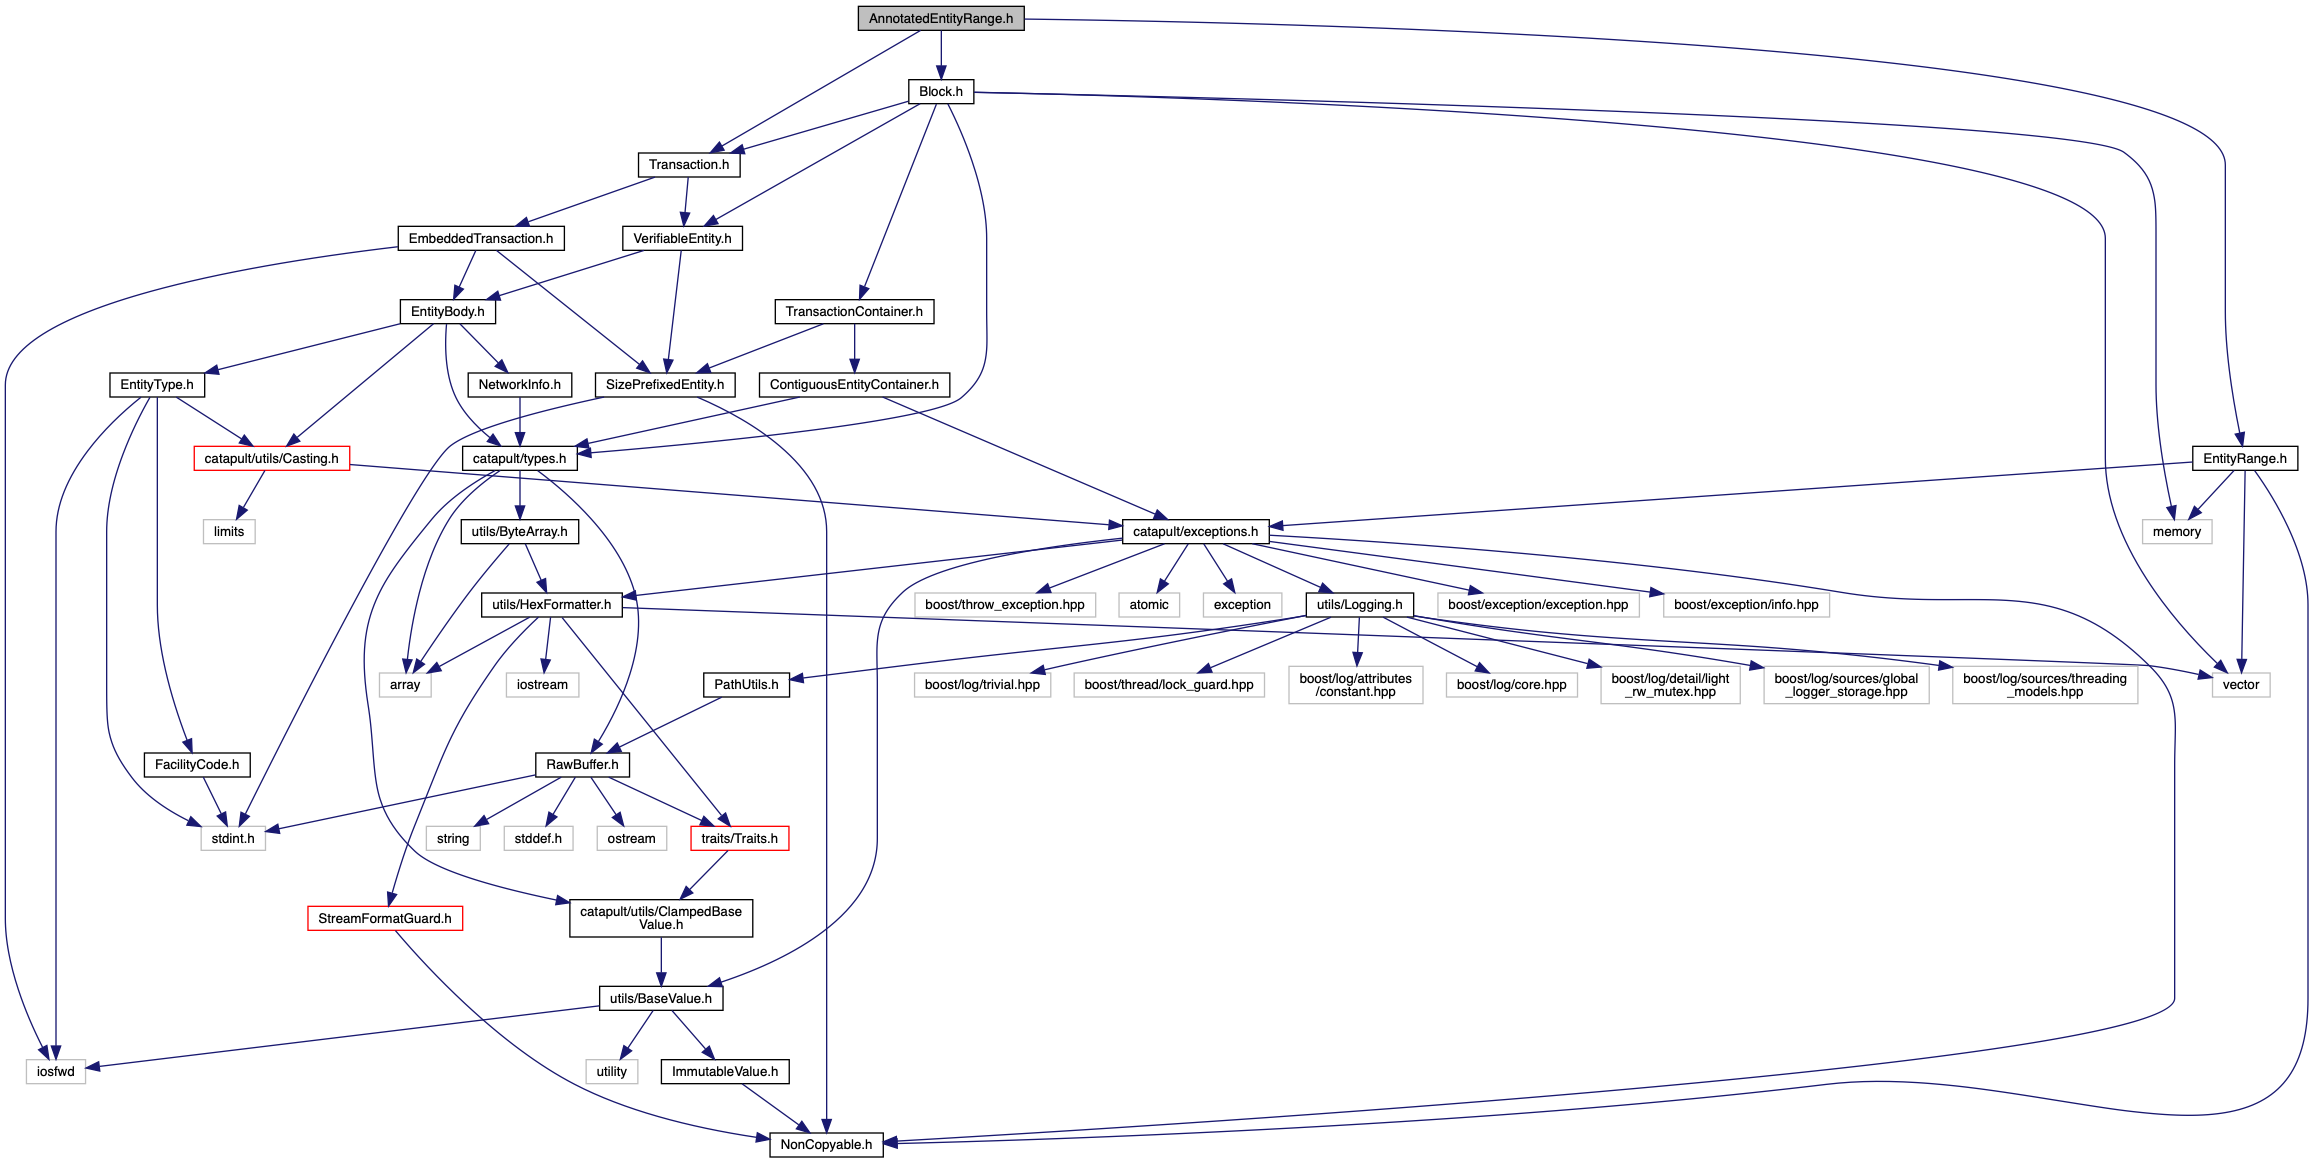 AnnotatedEntityRange.h
Block.h
Transaction.h
EmbeddedTransaction.h
VerifiableEntity.h
EntityBody.h
TransactionContainer.h
EntityType.h
NetworkInfo.h
SizePrefixedEntity.h
ContiguousEntityContainer.h
catapult/utils/Casting.h
catapult/types.h
EntityRange.h
limits
utils/ByteArray.h
catapult/exceptions.h
memory
utils/HexFormatter.h
boost/throw_exception.hpp
atomic
exception
utils/Logging.h
boost/exception/exception.hpp
boost/exception/info.hpp
array
iostream
PathUtils.h
boost/log/trivial.hpp
boost/thread/lock_guard.hpp
boost/log/attributes
/constant.hpp
boost/log/core.hpp
boost/log/detail/light
_rw_mutex.hpp
boost/log/sources/global
_logger_storage.hpp
boost/log/sources/threading
_models.hpp
vector
FacilityCode.h
RawBuffer.h
stdint.h
string
stddef.h
ostream
traits/Traits.h
StreamFormatGuard.h
catapult/utils/ClampedBase
Value.h
utils/BaseValue.h
iosfwd
utility
ImmutableValue.h
NonCopyable.h